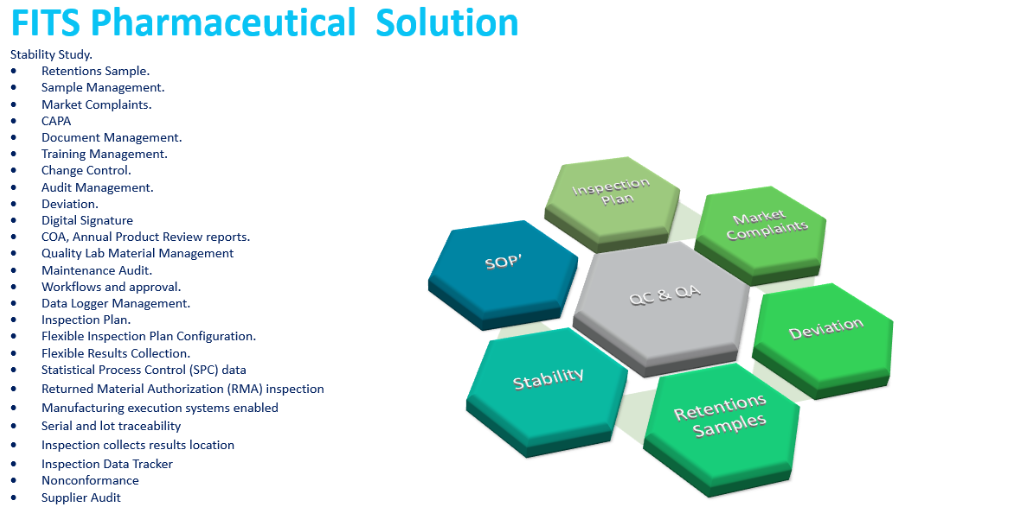 FITS Pharmaceutical Solution
Stability Study.
• Retentions Sample.
• Sample Management.
• Market Complaints.
• CAPA
• Document Management.
• Training Management.
• Change Control.
• Audit Management.
• Deviation.
• Digital Signature
• COA, Annual Product Review reports.
• Quality Lab Material Management
• Maintenance Audit.
• Workflows and approval.
• Data Logger Management.
• Inspection Plan.
• Flexible Inspection Plan Configuration.
• Flexible Results Collection.
• Statistical Process Control (SPC) data
• Returned Material Authorization (RMA) inspection
• Manufacturing execution systems enabled
• Serial and lot traceability
• Inspection collects results location
• Inspection Data Tracker
• Nonconformance
• Supplier Audit
Inspection
Plan
Market
Complaints
SOP'
QC & QA
Deviation
Stability
Retentions
Samples